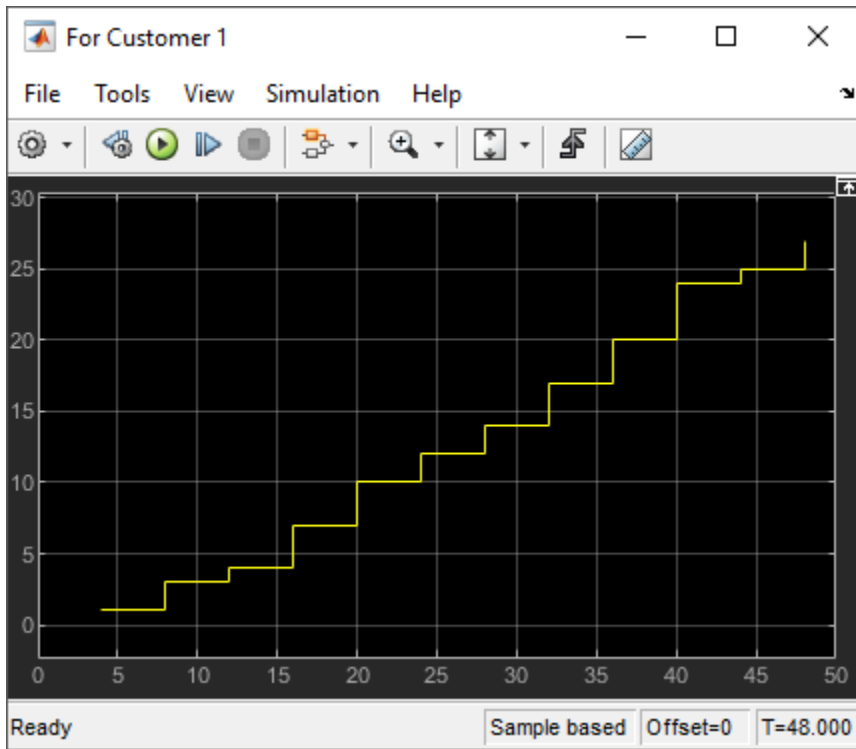 For Customer 1
File Tools View Simulation Help
30
25
20
15
10
5
0
0 5 10 15 20 25 30 35 40 45 50
Ready Sample based Offset=0 T=48.000